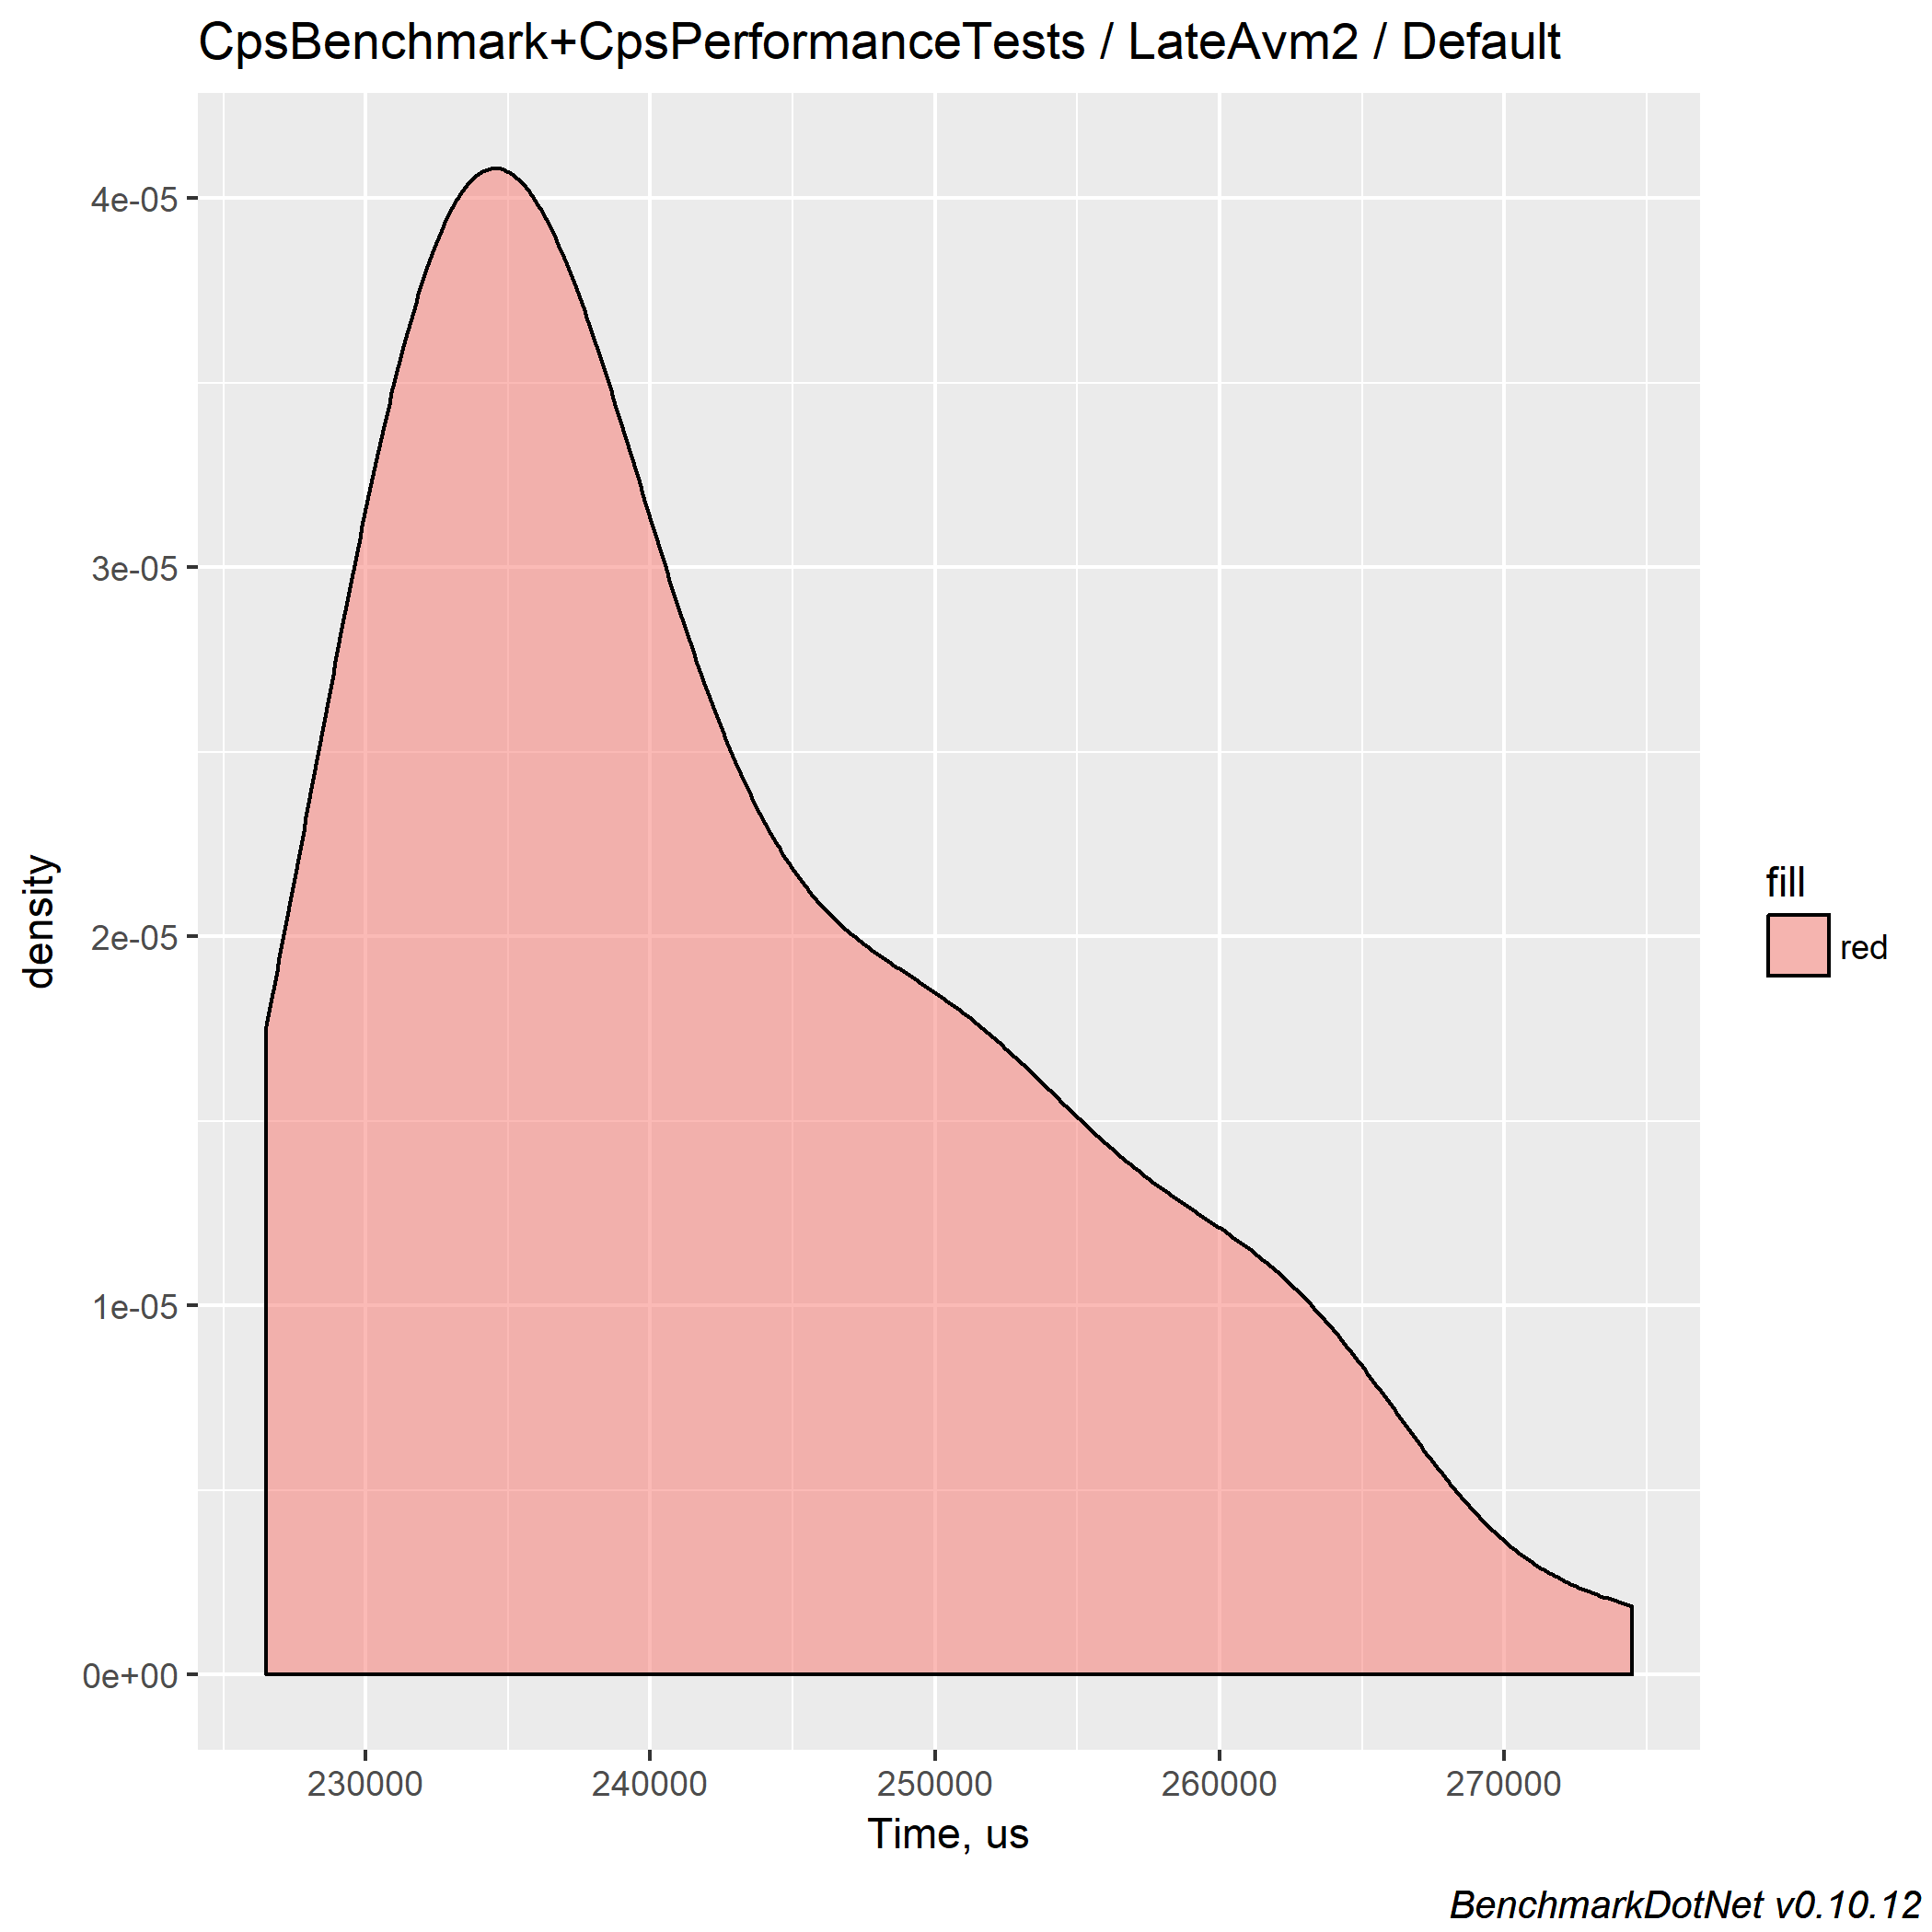 CpsBenchmark+CpsPerformanceTests / LateAvm2 / Default
4e-05
3e-05
2e-05
1e-05
0e+00
density
230000 240000 250000 260000 270000
Time, us
fill
red
BenchmarkDotNet v0.10.12